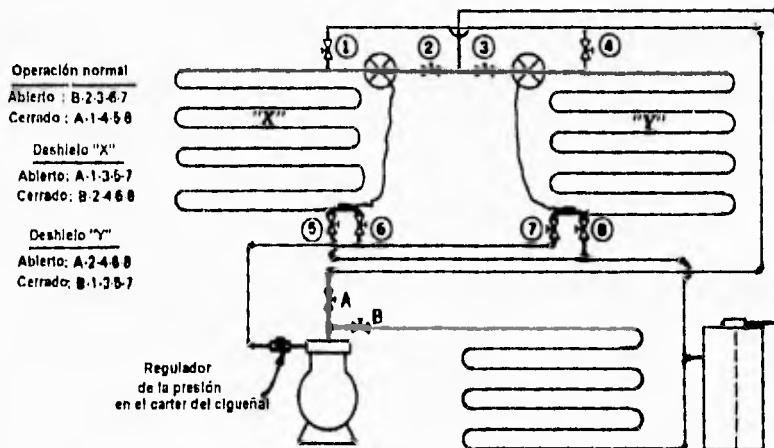 Operación normal
Abierto : B-2-3-6-7
Cerrado: A-1-4-5-8
Deshielo "X"
Abierto: A-1-3-5-7
Cerrado: B-2-4-6-8
Deshielo "Y"
Abierto: A-2-4-6-8
Cerrado: B-1-3-5-7
1
2
3
4
"X"
"Y"
5
6
7
8
A
B
Regulador
de la presión
en el carter del cigueñal